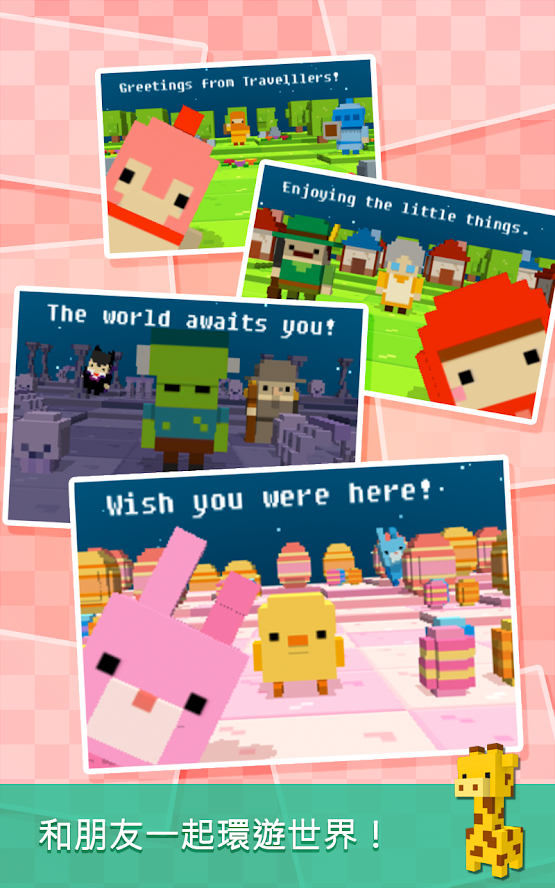 Greetings from Travelllers!
Enjoying the little things.
The world awaits you!
Wish you were here!
和朋友一起環遊世界！